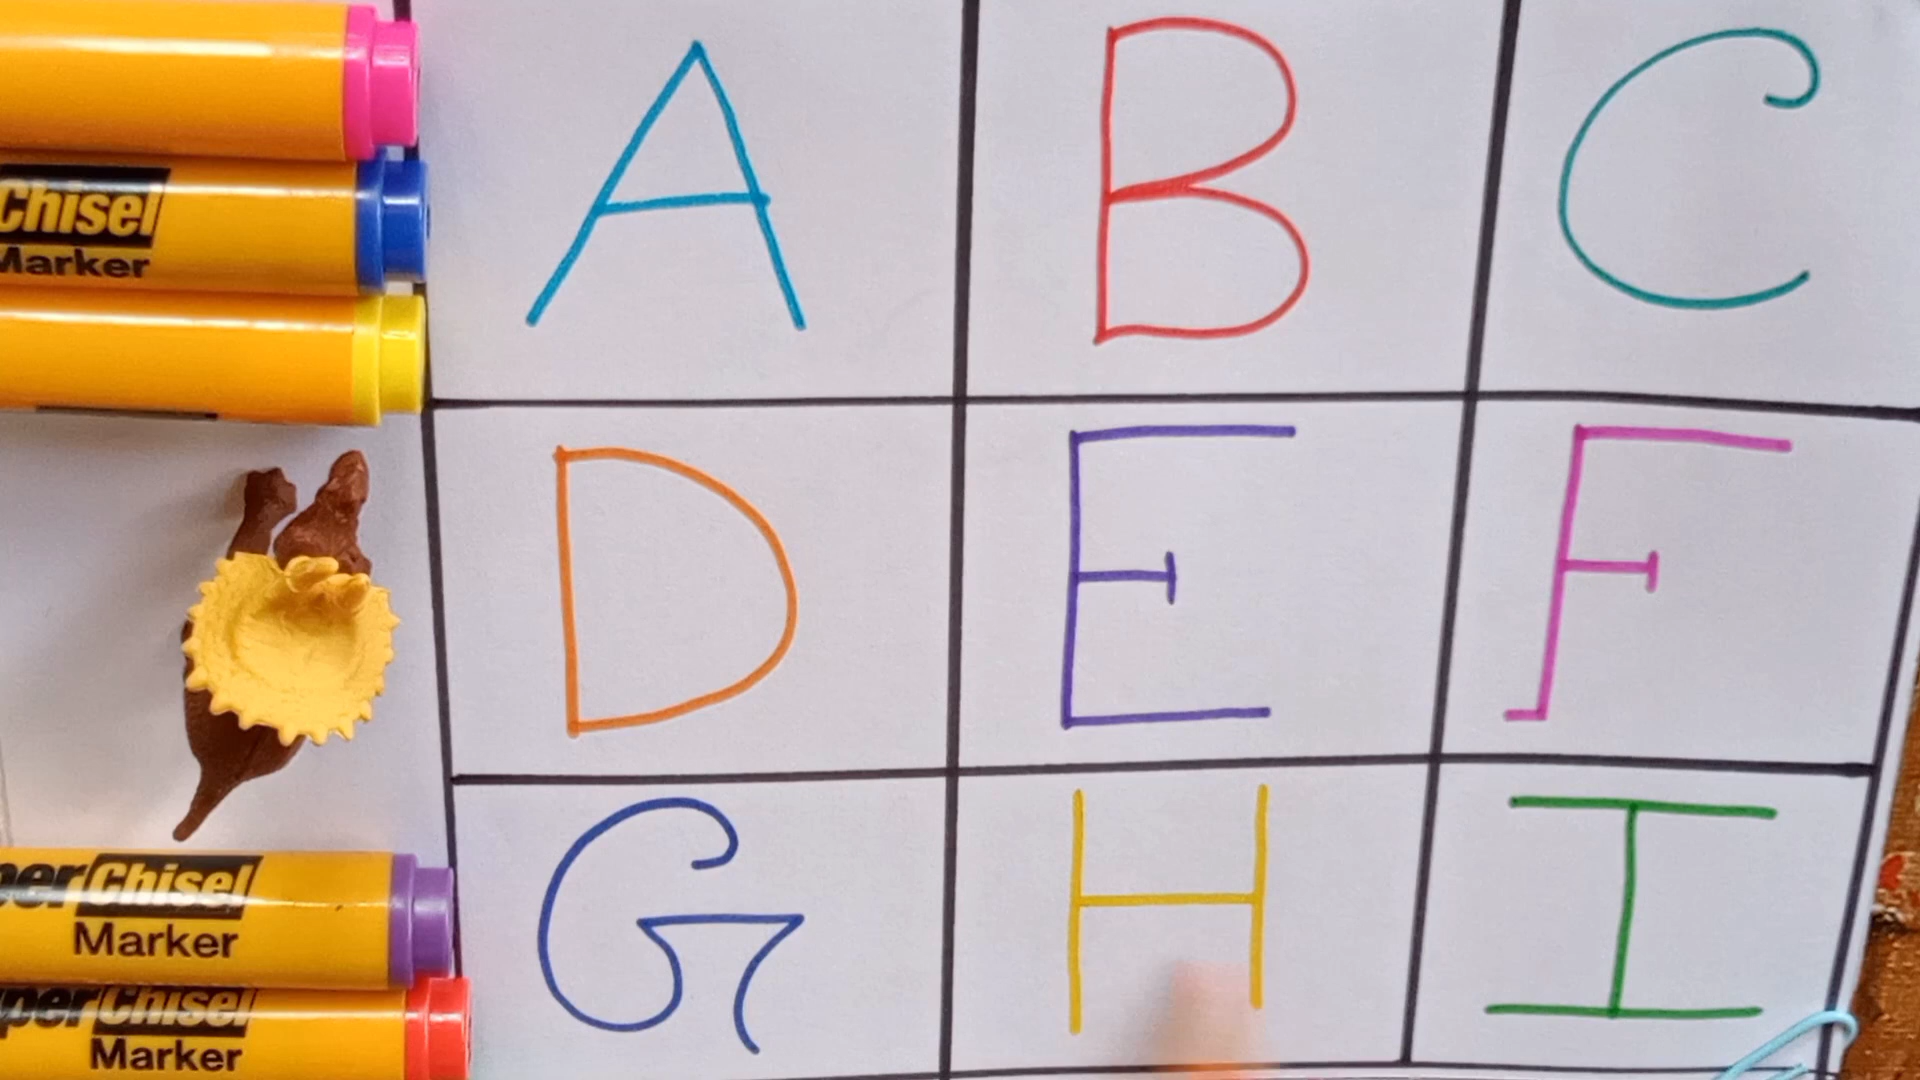 A B C
Chisel
Marker
D E F
G H I
perChisel
Marker
perChisel
Marker